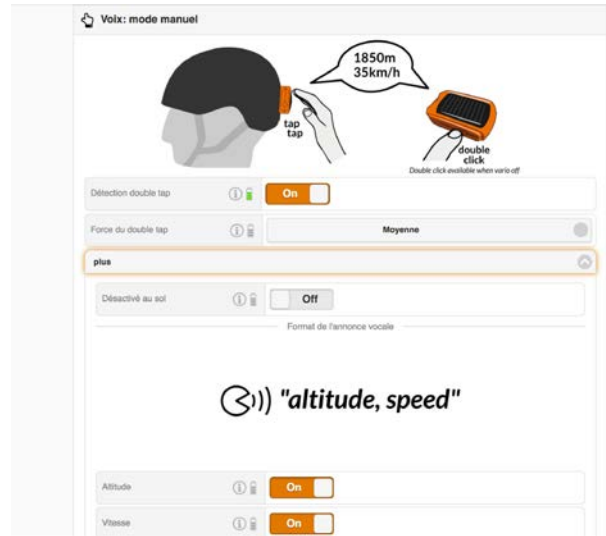 Voix: mode manuel
1850m
35km/h
tap
tap
double
click
Double click available when vario off
Détection double tap
On
Force du double tap
Moyenne
plus
Désactivé au sol
Off
Format de l'annonce vocale
"altitude, speed"
Altitude
On
Vitesse
On